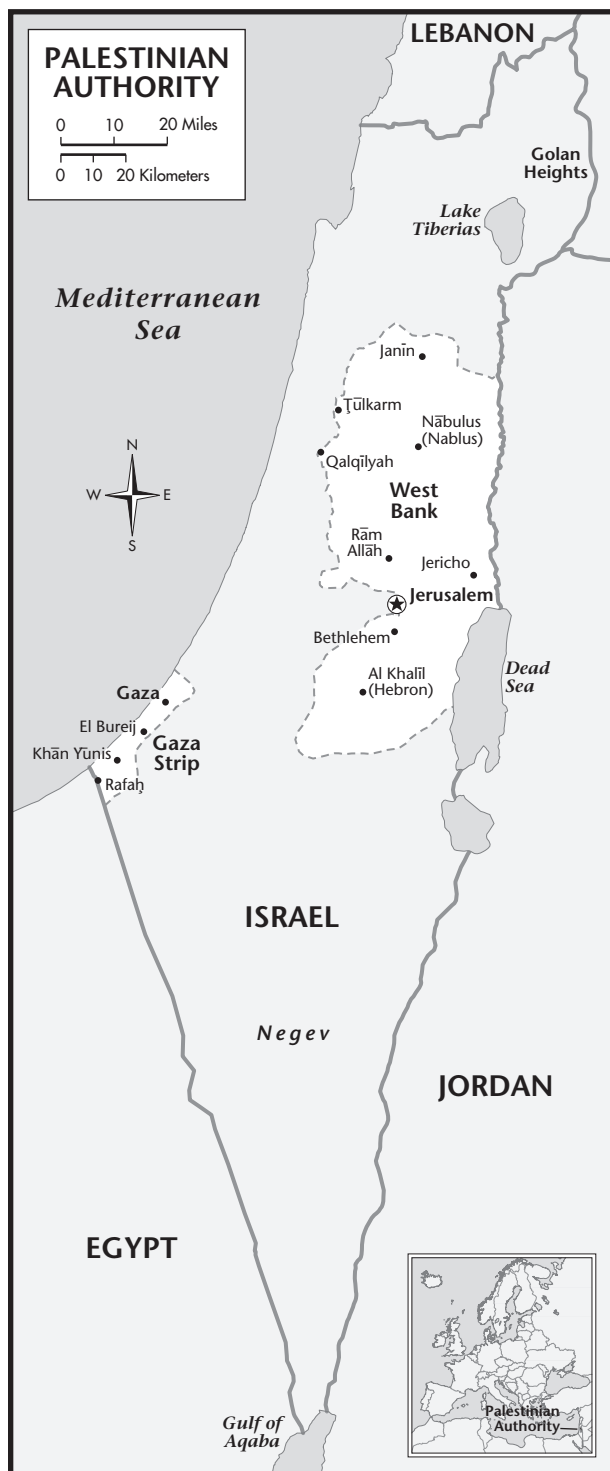 PALESTINIAN
AUTHORITY
0 10 20 Miles
0 10 20 Kilometers
LEBANON
Golan
Heights
Lake
Tiberias
Mediterranean
Sea
Janīn
Ţūlkarm
Nābulus
(Nablus)
Qalqīlyah
N
W E
S
West
Bank
Rām
Allāh
Jericho
Jerusalem
Bethlehem
Al Khalīl
(Hebron)
Dead
Sea
Gaza
El Bureij
Gaza
Strip
Khān Yūnis
Rafaḩ
ISRAEL
Negev
JORDAN
EGYPT
Gulf of
Aqaba
Palestinian
Authority